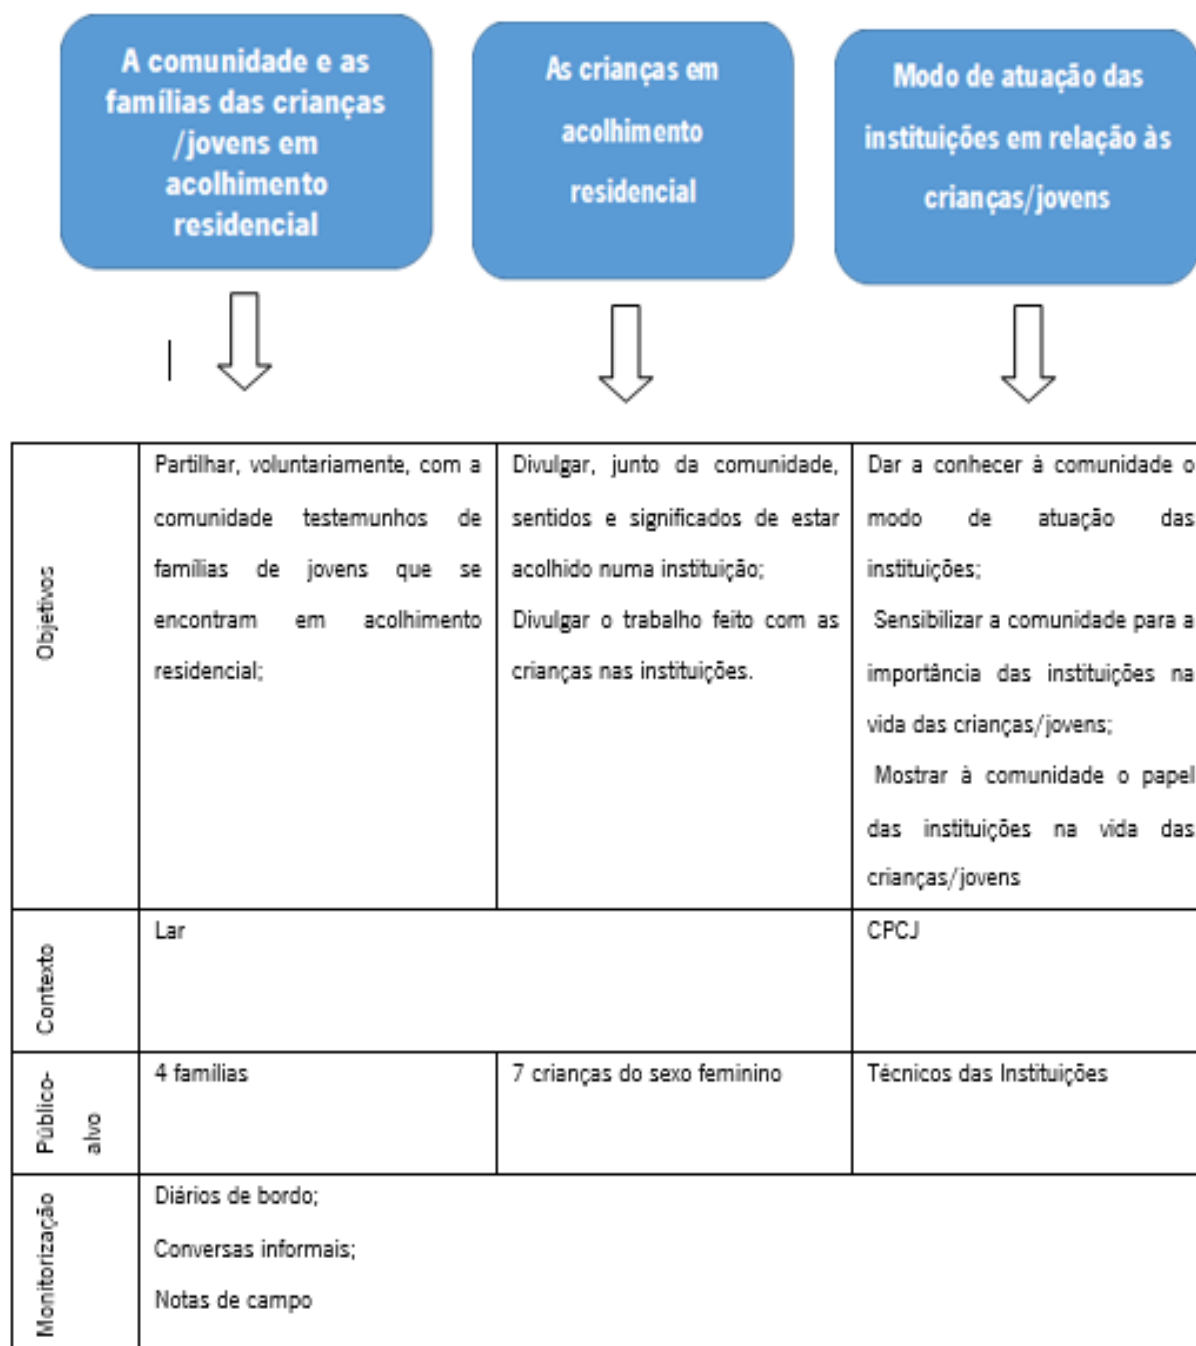 A comunidade e as
famílias das crianças
/jovens em
acolhimento
residencial
As crianças em
acolhimento
residencial
Modo de atuação das
instituições em relação às
crianças/jovens
Objetivos
Partilhar, voluntariamente, com a
comunidade testemunhos de
famílias de jovens que se
encontram em acolhimento
residencial;
Divulgar, junto da comunidade,
sentidos e significados de estar
acolhido numa instituição;
Divulgar o trabalho feito com as
crianças nas instituições.
Dar a conhecer à comunidade o
modo de atuação das
instituições;
Sensibilizar a comunidade para a
importância das instituições na
vida das crianças/jovens;
Mostrar à comunidade o papel
das instituições na vida das
crianças/jovens
Contexto
Lar
CPCJ
Público-
alvo
4 famílias
7 crianças do sexo feminino
Técnicos das Instituições
Monitorização
Diários de bordo;
Conversas informais;
Notas de campo